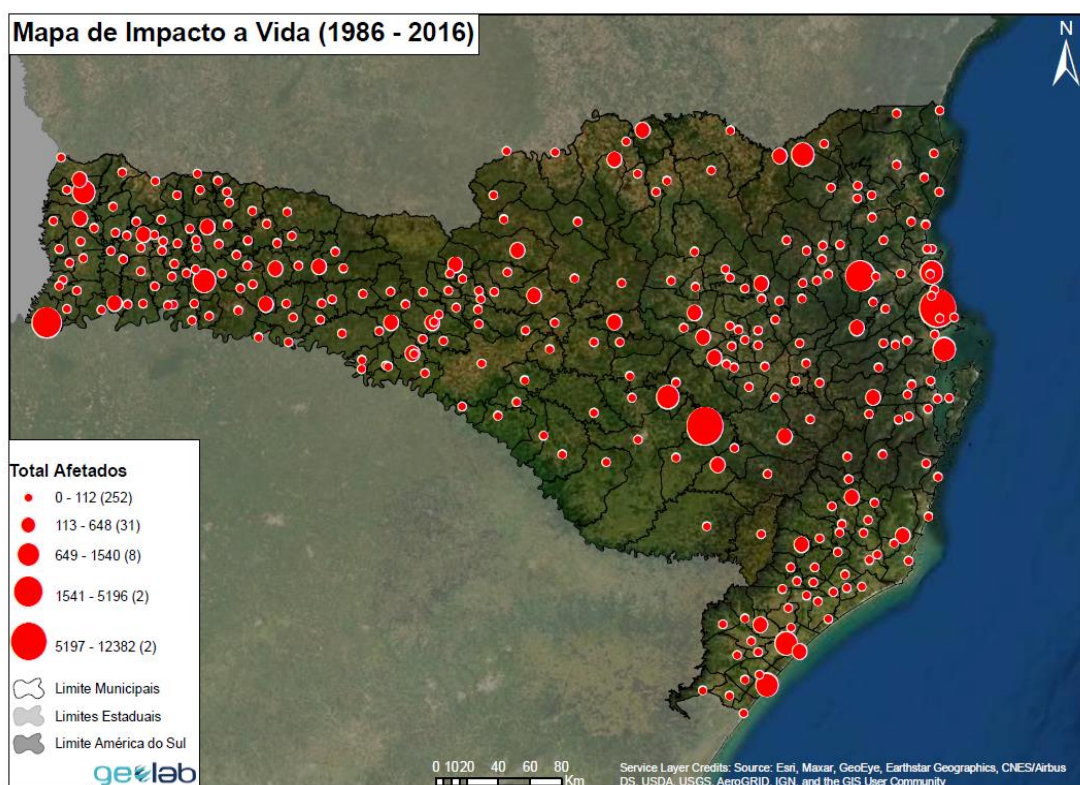 Mapa de Impacto a Vida (1986 - 2016)
N
Total Afetados
0 - 112 (252)
113 - 648 (31)
649 - 1540 (8)
1541 - 5196 (2)
5197 - 12382 (2)
Limite Municipais
Limites Estaduais
Limite América do Sul
geolab
0 1020 40 60 80
Km
Service Layer Credits: Source: Esri, Maxar, GeoEye, Earthstar Geographics, CNES/Airbus
DS, USDA, USGS, AeroGRID, IGN, and the GIS User Community